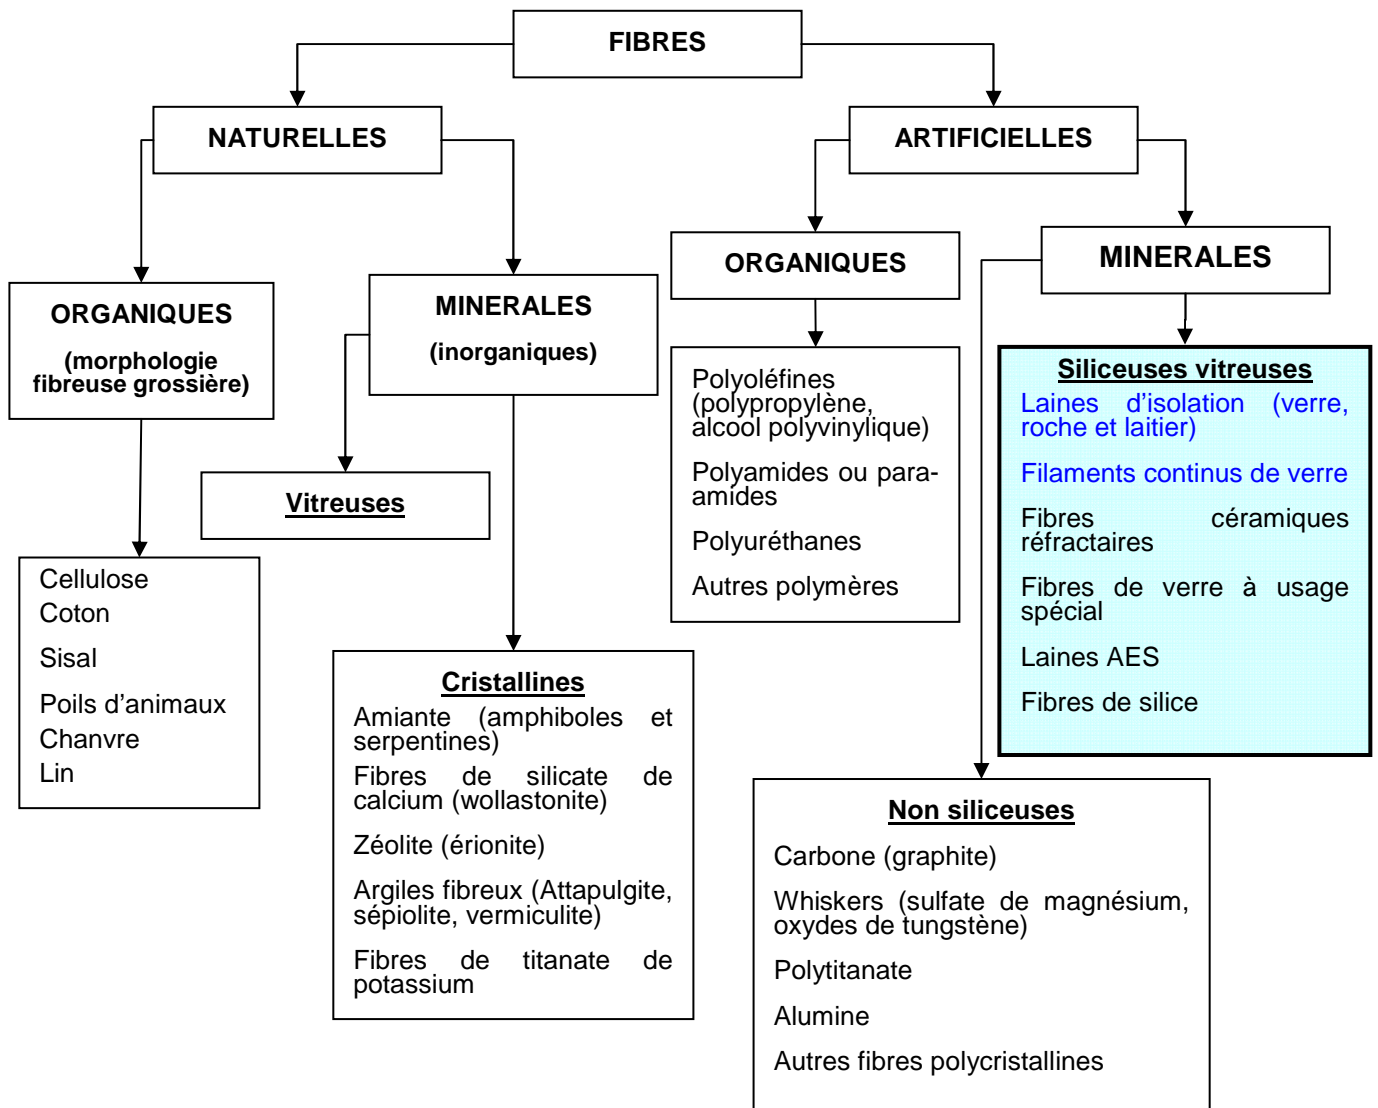 FIBRES
NATURELLES
ARTIFICIELLES
ORGANIQUES
(morphologie
fibreuse grossière)
MINERALES
(inorganiques)
ORGANIQUES
MINERALES
Vitreuses
Cellulose
Coton
Sisal
Poils d’animaux
Chanvre
Lin
Cristallines
Amiante (amphiboles et
serpentines)
Fibres de silicate de
calcium (wollastonite)
Zéolite (érionite)
Argiles fibreux (Attapulgite,
sépiolite, vermiculite)
Fibres de titanate de
potassium
Polyoléfines
(polypropylène,
alcool polyvinylique)
Polyamides ou para-
amides
Polyuréthanes
Autres polymères
Siliceuses vitreuses
Laines d’isolation (verre,
roche et laitier)
Filaments continus de verre
Fibres céramiques
réfractaires
Fibres de verre à usage
spécial
Laines AES
Fibres de silice
Non siliceuses
Carbone (graphite)
Whiskers (sulfate de magnésium,
oxydes de tungstène)
Polytitanate
Alumine
Autres fibres polycristallines